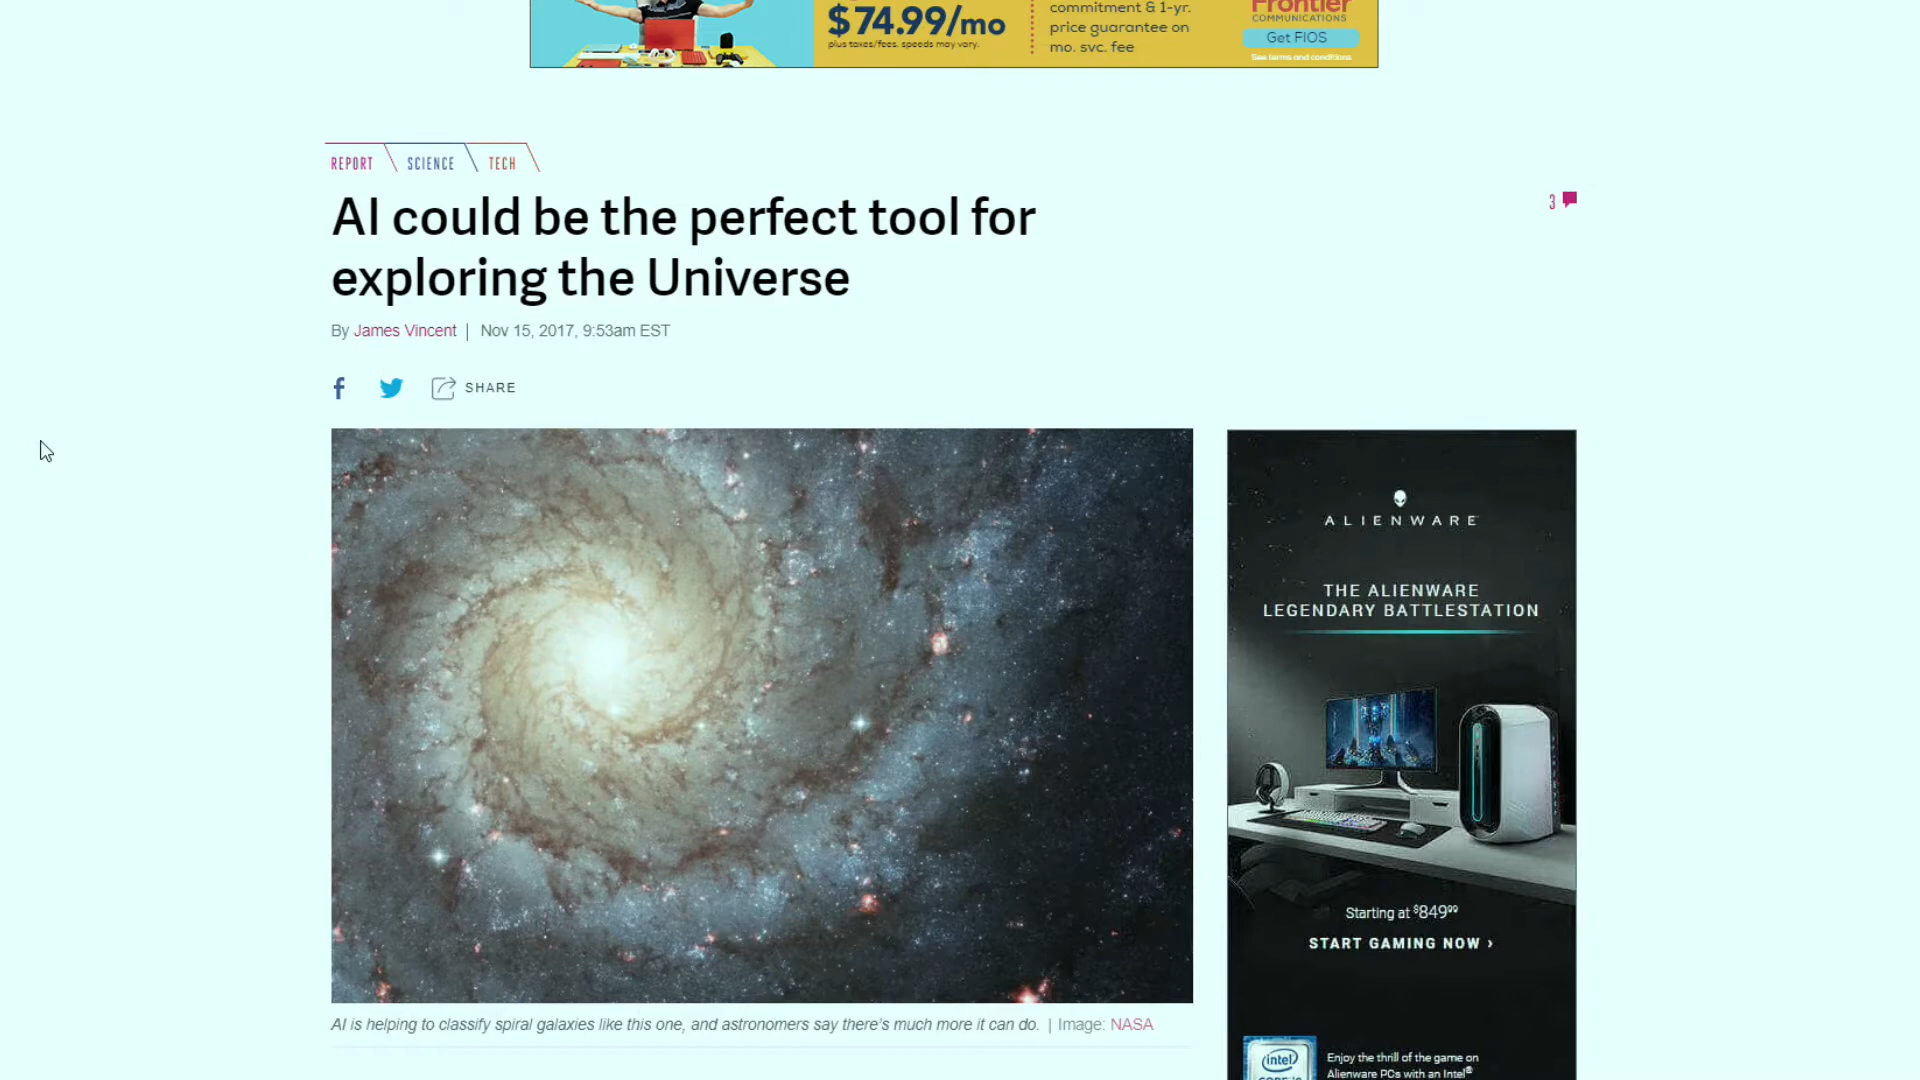 $74.99/mo
plus taxes/fees. speeds may vary.
commitment & 1-yr.
price guarantee on
mo. svc. fee
Frontier
COMMUNICATIONS
Get FIOS
See terms and conditions
REPORT SCIENCE TECH
AI could be the perfect tool for
exploring the Universe
3
By James Vincent | Nov 15, 2017, 9:53am EST
f SHARE
ALIENWARE
THE ALIENWARE
LEGENDARY BATTLESTATION
Starting at $849⁹⁹
START GAMING NOW ›
AI is helping to classify spiral galaxies like this one, and astronomers say there's much more it can do. | Image: NASA
intel
Enjoy the thrill of the game on
Alienware PCs with an Intel®